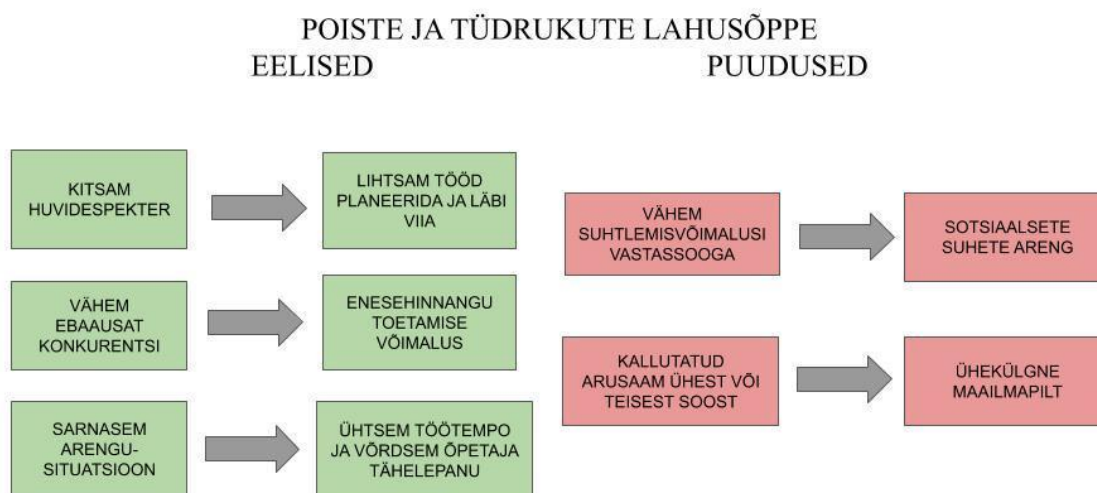 POISTE JA TÜDRUKUTE LAHUSÕPPE
EELISED
PUUDUSED
KITSAM
HUVIDESPEKTER
LIHTSAM TÖÖD
PLANEERIDA JA LÄBI
VIIA
VÄHEM
EBAAUSAT
KONKURENTSI
ENESEHINNANGU
TOETAMISE
VÕIMALUS
SARNASEM
ARENGU-
SITUATSIOON
ÜHTSEM TÖÖTEMPO
JA VÕRDSEM ÕPETAJA
TÄHELEPANU
VÄHEM
SUHTLEMISVÕIMALUSI
VASTASSOOGA
SOTSIAALSETE
SUHETE ARENG
KALLUTATUD
ARUSAAM ÜHEST VÕI
TEISEST SOOST
ÜHEKÜLGNE
MAAILMAPILT